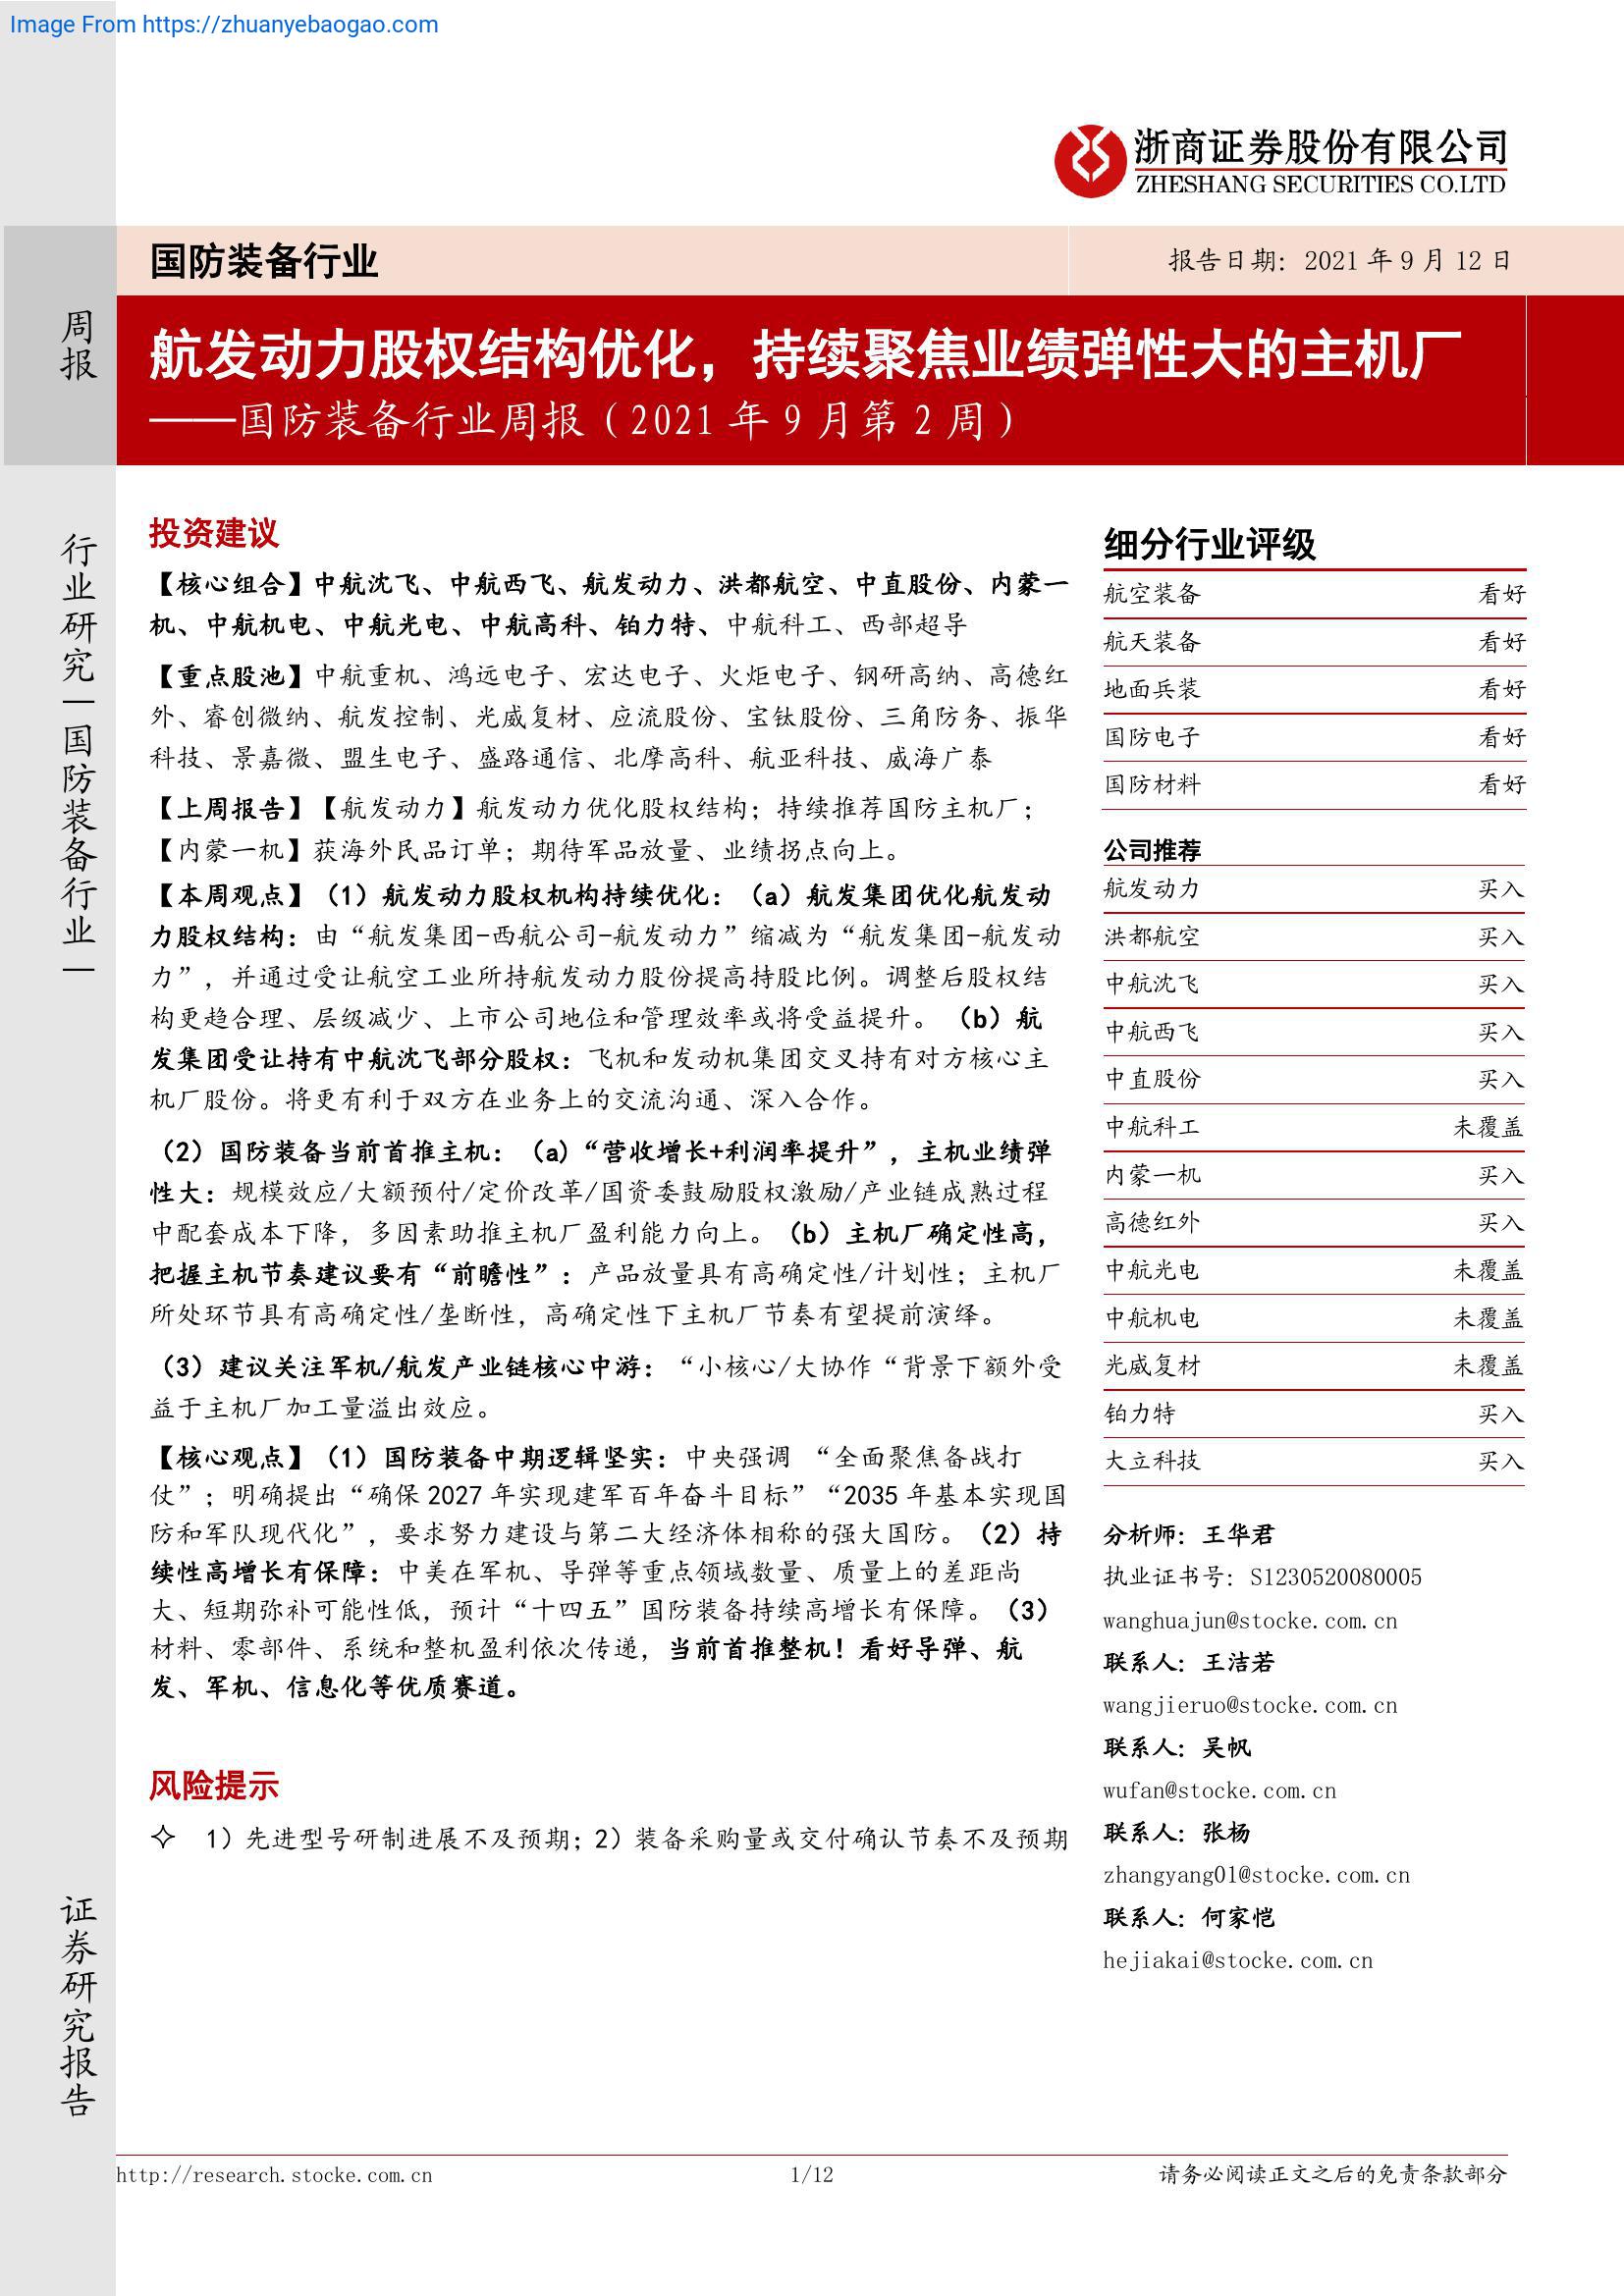 Image From https://zhuanyebaogao.com
浙商证券股份有限公司
ZHESHANG SECURITIES CO.LTD
国防装备行业
报告日期：2021 年 9 月 12 日
周报
航发动力股权结构优化，持续聚焦业绩弹性大的主机厂
——国防装备行业周报（2021 年 9 月第 2 周）
行业研究｜国防装备行业｜
证券研究报告
投资建议
【核心组合】中航沈飞、中航西飞、航发动力、洪都航空、中直股份、内蒙一
机、中航机电、中航光电、中航高科、铂力特、中航科工、西部超导
【重点股池】中航重机、鸿远电子、宏达电子、火炬电子、钢研高纳、高德红
外、睿创微纳、航发控制、光威复材、应流股份、宝钛股份、三角防务、振华
科技、景嘉微、盟生电子、盛路通信、北摩高科、航亚科技、威海广泰
【上周报告】【航发动力】航发动力优化股权结构；持续推荐国防主机厂；
【内蒙一机】获海外民品订单；期待军品放量、业绩拐点向上。
【本周观点】（1）航发动力股权机构持续优化：（a）航发集团优化航发动
力股权结构：由“航发集团-西航公司-航发动力”缩减为“航发集团-航发动
力”，并通过受让航空工业所持航发动力股份提高持股比例。调整后股权结
构更趋合理、层级减少、上市公司地位和管理效率或将受益提升。（b）航
发集团受让持有中航沈飞部分股权：飞机和发动机集团交叉持有对方核心主
机厂股份。将更有利于双方在业务上的交流沟通、深入合作。
（2）国防装备当前首推主机：（a)“营收增长+利润率提升”，主机业绩弹
性大：规模效应/大额预付/定价改革/国资委鼓励股权激励/产业链成熟过程
中配套成本下降，多因素助推主机厂盈利能力向上。（b）主机厂确定性高，
把握主机节奏建议要有“前瞻性”：产品放量具有高确定性/计划性；主机厂
所处环节具有高确定性/垄断性，高确定性下主机厂节奏有望提前演绎。
（3）建议关注军机/航发产业链核心中游：“小核心/大协作“背景下额外受
益于主机厂加工量溢出效应。
【核心观点】（1）国防装备中期逻辑坚实：中央强调 “全面聚焦备战打
仗”；明确提出“确保 2027 年实现建军百年奋斗目标”“2035 年基本实现国
防和军队现代化”，要求努力建设与第二大经济体相称的强大国防。（2）持
续性高增长有保障：中美在军机、导弹等重点领域数量、质量上的差距尚
大、短期弥补可能性低，预计“十四五”国防装备持续高增长有保障。（3）
材料、零部件、系统和整机盈利依次传递，当前首推整机！看好导弹、航
发、军机、信息化等优质赛道。
风险提示
✧ 1）先进型号研制进展不及预期；2）装备采购量或交付确认节奏不及预期
细分行业评级
航空装备 看好
航天装备 看好
地面兵装 看好
国防电子 看好
国防材料 看好
公司推荐
航发动力 买入
洪都航空 买入
中航沈飞 买入
中航西飞 买入
中直股份 买入
中航科工 未覆盖
内蒙一机 买入
高德红外 买入
中航光电 未覆盖
中航机电 未覆盖
光威复材 未覆盖
铂力特 买入
大立科技 买入
分析师：王华君
执业证书号：S1230520080005
wanghuajun@stocke.com.cn
联系人：王洁若
wangjieruo@stocke.com.cn
联系人：吴帆
wufan@stocke.com.cn
联系人：张杨
zhangyang01@stocke.com.cn
联系人：何家恺
hejiakai@stocke.com.cn
http://research.stocke.com.cn
1/12
请务必阅读正文之后的免责条款部分